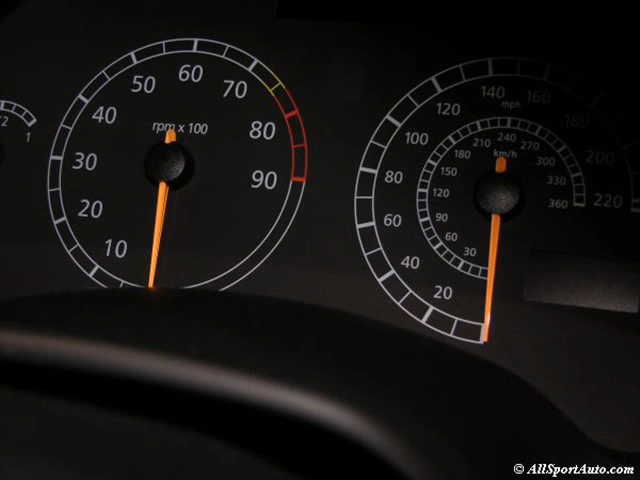 1/2 1
10 20 30 40 50 60 70 80 90
rpm x 100
20 40 60 80 100 120 140 160 180 200 220
mph
30 60 90 120 150 180 210 240 270 300 330 360
km/h
© AllSportAuto.com